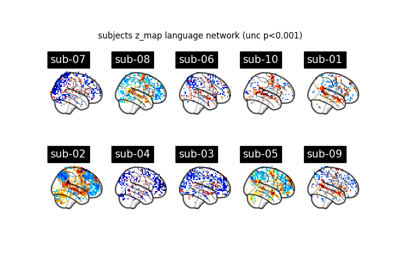 subjects z_map language network (unc p<0.001)
sub-07 sub-08 sub-06 sub-10 sub-01
sub-02 sub-04 sub-03 sub-05 sub-09